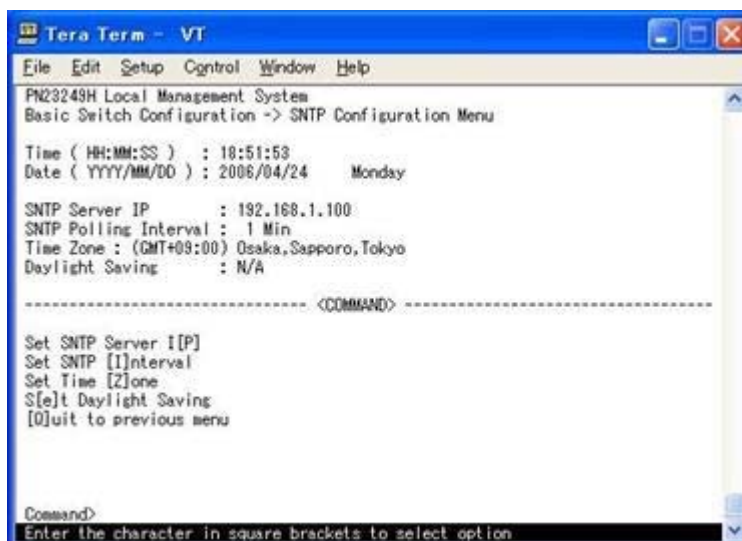 Tera Term - VT
File Edit Setup Control Window Help
PN23249H Local Management System
Basic Switch Configuration -> SNTP Configuration Menu
Time ( HH:MM:SS ) : 18:51:53
Date ( YYYY/MM/DD ) : 2006/04/24 Monday
SNTP Server IP : 192.168.1.100
SNTP Polling Interval : 1 Min
Time Zone : (GMT+09:00) Osaka,Sapporo,Tokyo
Daylight Saving : N/A
-------------------------------- <COMMAND> -----------------------------------
Set SNTP Server I[P]
Set SNTP [I]nterval
Set Time [Z]one
S[e]t Daylight Saving
[Q]uit to previous menu
Command>
Enter the character in square brackets to select option